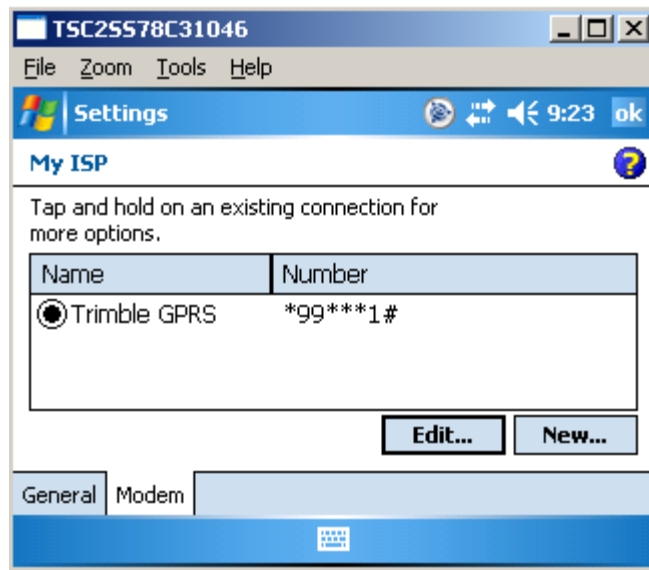 TSC2SS78C31046
File Zoom Tools Help
Settings 9:23 ok
My ISP ?
Tap and hold on an existing connection for
more options.
Name Number
Trimble GPRS *99***1#
Edit... New...
General Modem